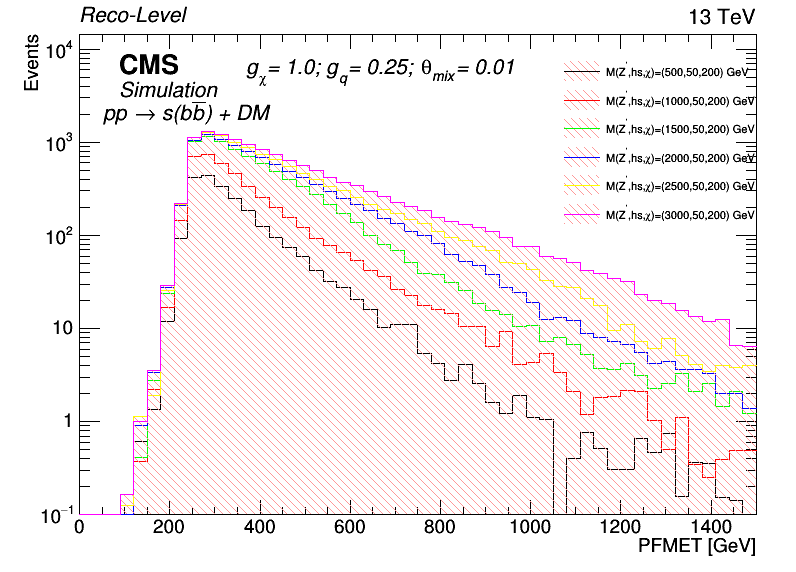 Reco-Level 13 TeV
CMS g_χ = 1.0; g_q = 0.25; θ_mix = 0.01
Simulation
pp → s(bb̅) + DM
M(Z',hs,χ)=(500,50,200) GeV
M(Z',hs,χ)=(1000,50,200) GeV
M(Z',hs,χ)=(1500,50,200) GeV
M(Z',hs,χ)=(2000,50,200) GeV
M(Z',hs,χ)=(2500,50,200) GeV
M(Z',hs,χ)=(3000,50,200) GeV
Events
10⁴
10³
10²
10
1
10⁻¹
0 200 400 600 800 1000 1200 1400
PFMET [GeV]